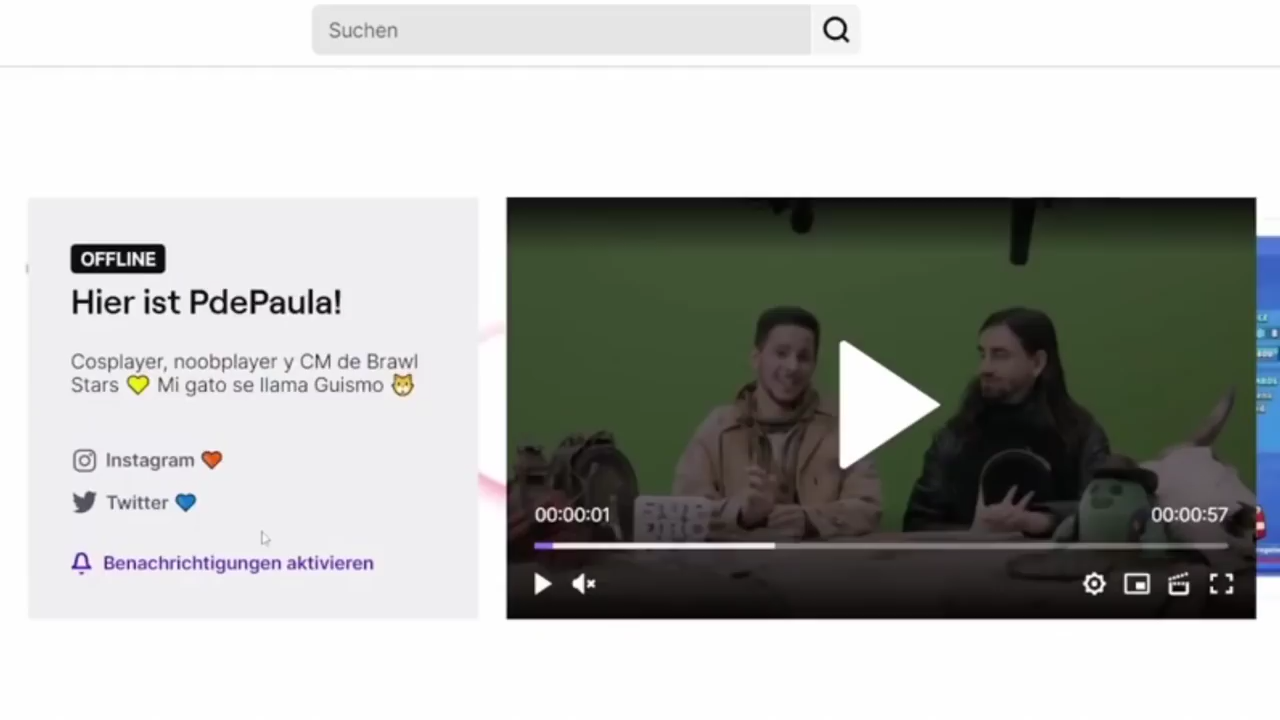 Suchen
OFFLINE
Hier ist PdePaula!
Cosplayer, noobplayer y CM de Brawl
Stars 💛 Mi gato se llama Guismo 🐱
Instagram 🧡
Twitter 💙
Benachrichtigungen aktivieren
00:00:01
00:00:57